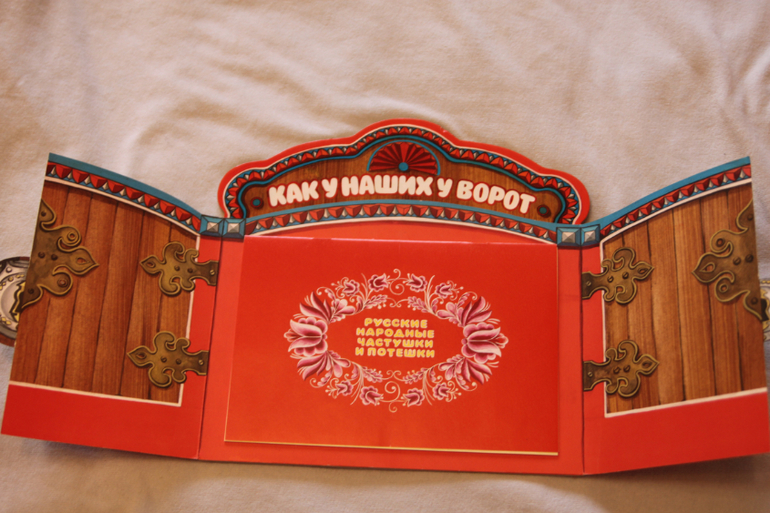 КАК У НАШИХ У ВОРОТ
РУССКИЕ
НАРОДНЫЕ
ЧАСТУШКИ
И ПОТЕШКИ